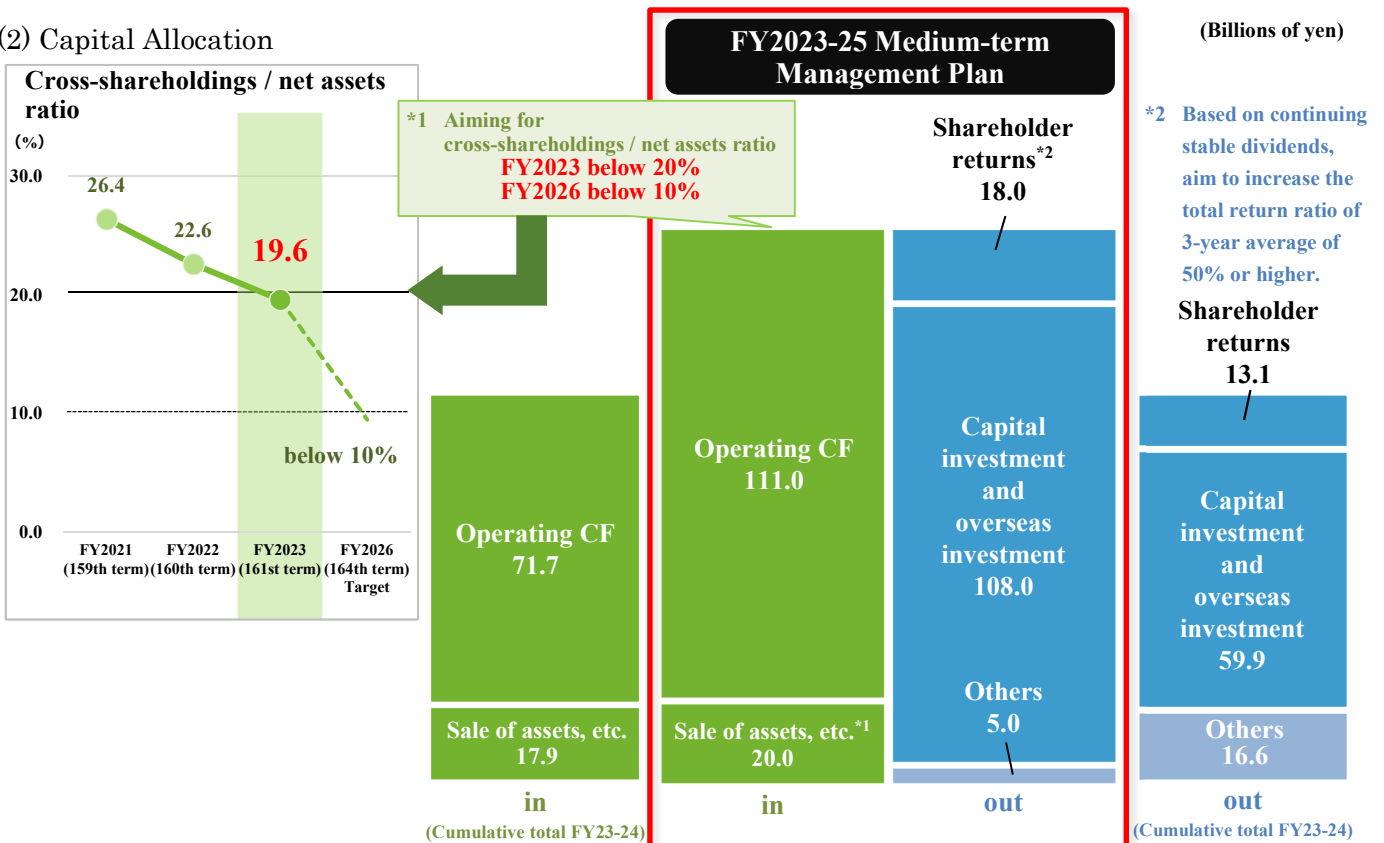 (2) Capital Allocation
(Billions of yen)
Cross-shareholdings / net assets
ratio
(%)
30.0
20.0
10.0
0.0
26.4
22.6
19.6
below 10%
FY2021
(159th term)
FY2022
(160th term)
FY2023
(161st term)
FY2026
(164th term)
Target
*1 Aiming for
cross-shareholdings / net assets ratio
FY2023 below 20%
FY2026 below 10%
Operating CF
71.7
Sale of assets, etc.
17.9
in
(Cumulative total FY23-24)
FY2023-25 Medium-term
Management Plan
Operating CF
111.0
Sale of assets, etc.*1
20.0
in
Shareholder
returns*2
18.0
Capital
investment
and
overseas
investment
108.0
Others
5.0
out
*2 Based on continuing
stable dividends,
aim to increase the
total return ratio of
3-year average of
50% or higher.
Shareholder
returns
13.1
Capital
investment
and
overseas
investment
59.9
Others
16.6
out
(Cumulative total FY23-24)